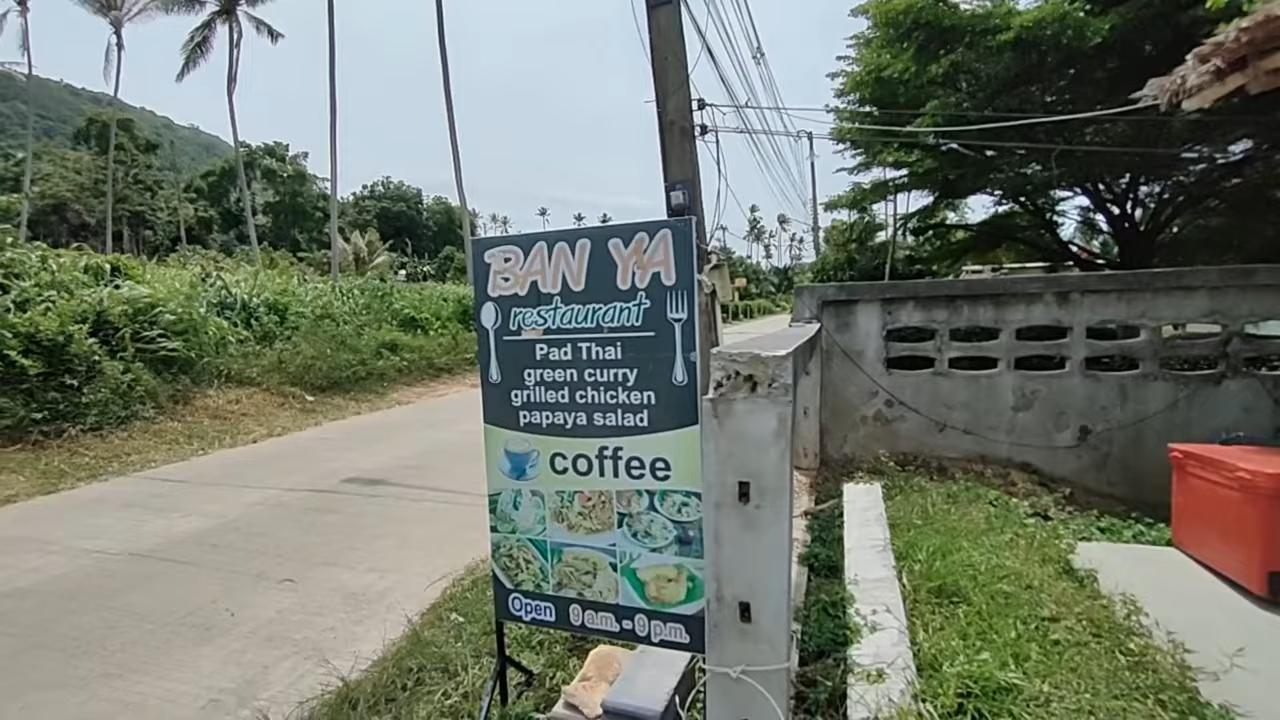 BAN YA
restaurant
Pad Thai
green curry
grilled chicken
papaya salad
coffee
Open 9 a.m. - 9 p.m.